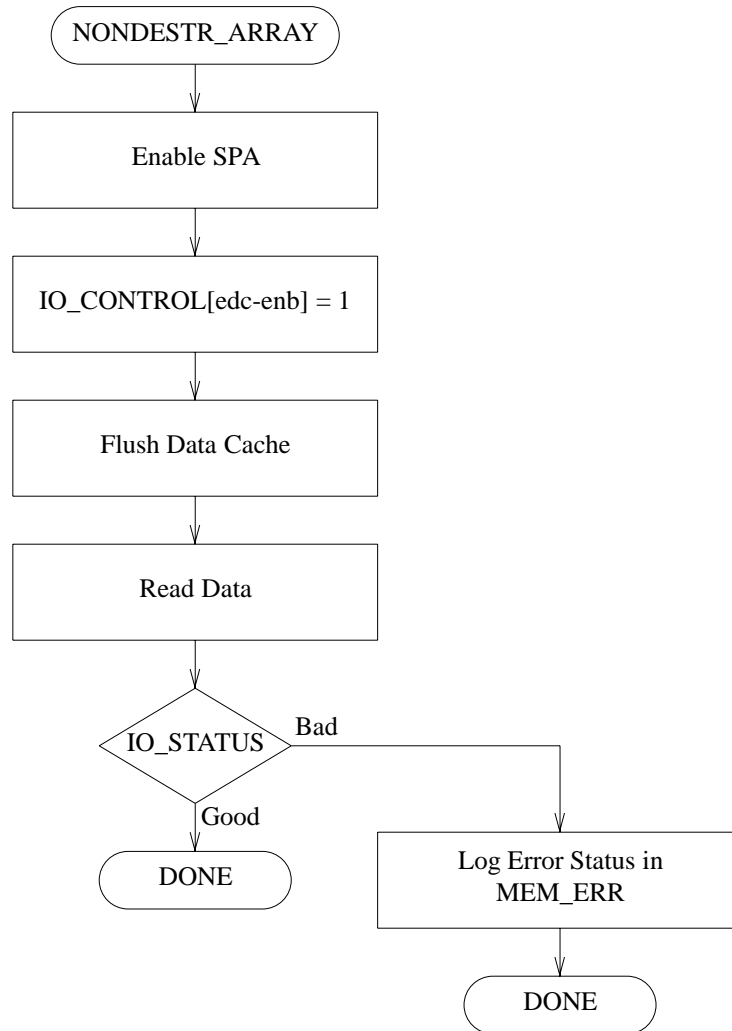 NONDESTR_ARRAY
Enable SPA
IO_CONTROL[edc-enb] = 1
Flush Data Cache
Read Data
IO_STATUS
Bad
Good
DONE
Log Error Status in
MEM_ERR
DONE